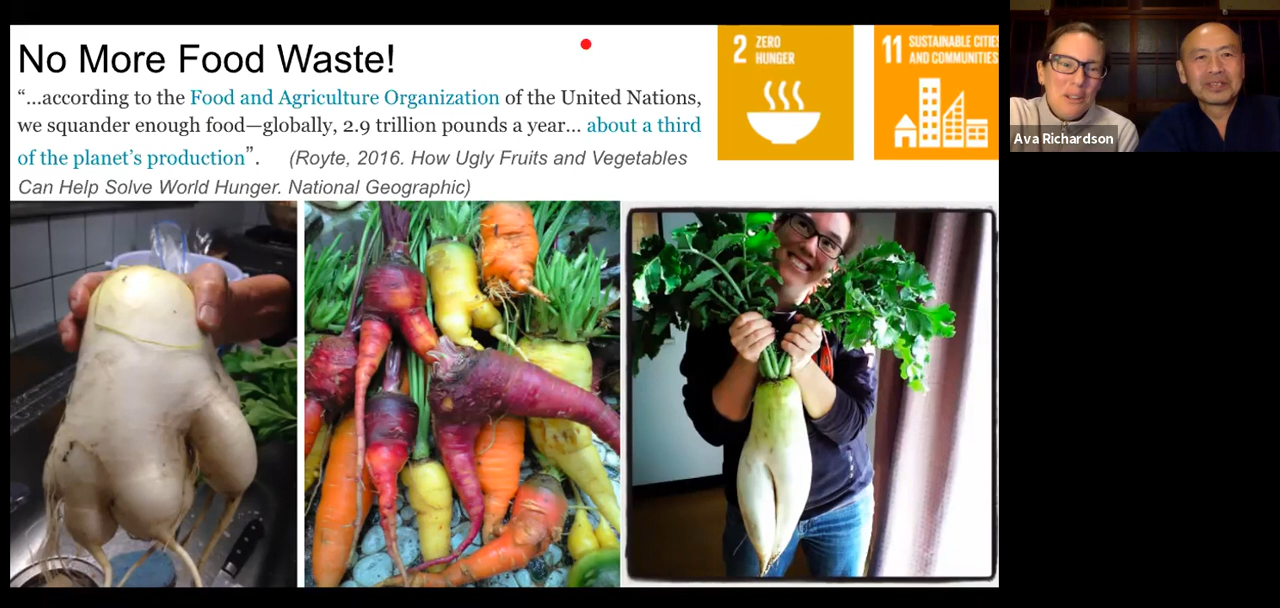 No More Food Waste!
“...according to the Food and Agriculture Organization of the United Nations,
we squander enough food—globally, 2.9 trillion pounds a year... about a third
of the planet’s production”. (Royte, 2016. How Ugly Fruits and Vegetables
Can Help Solve World Hunger. National Geographic)
2 ZERO
HUNGER
11 SUSTAINABLE CITIES
AND COMMUNITIES
Ava Richardson